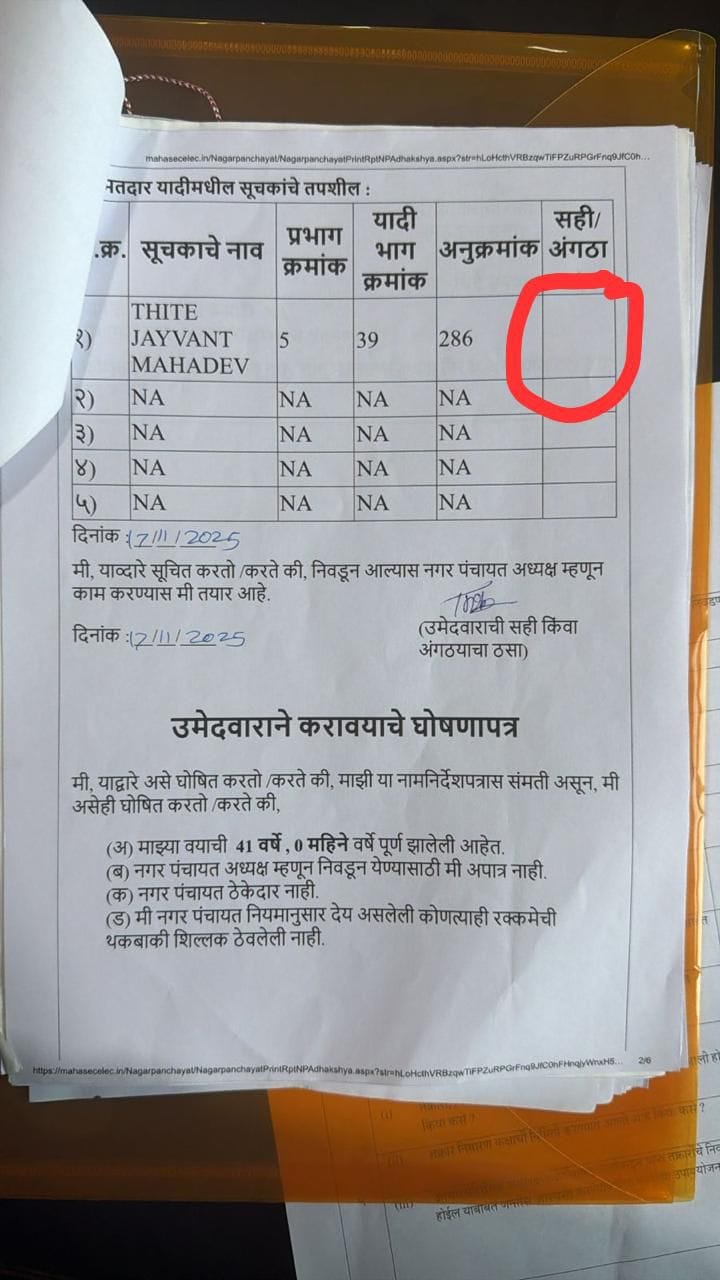 mahasecelec.in/Nagarpanchayat/NagarpanchayatPrintRptNPAdhakshya.aspx?str=hLoHcthVRBzqwTlFPZuRPGrFnq9JfC0h...
मतदार यादीमधील सूचकांचे तपशील :
.क्र. सूचकाचे नाव प्रभाग क्रमांक यादी भाग क्रमांक अनुक्रमांक सही/ अंगठा
१) THITE JAYVANT MAHADEV 5 39 286
२) NA NA NA NA
३) NA NA NA NA
४) NA NA NA NA
५) NA NA NA NA
दिनांक :17/11/2025
मी, याव्दारे सूचित करतो /करते की, निवडून आल्यास नगर पंचायत अध्यक्ष म्हणून
काम करण्यास मी तयार आहे.
दिनांक :17/11/2025
(उमेदवाराची सही किंवा
अंगठयाचा ठसा)
उमेदवाराने करावयाचे घोषणापत्र
मी, याद्वारे असे घोषित करतो /करते की, माझी या नामनिर्देशपत्रास संमती असून, मी
असेही घोषित करतो /करते की,
(अ) माझ्या वयाची 41 वर्षे , 0 महिने वर्षे पूर्ण झालेली आहेत.
(ब) नगर पंचायत अध्यक्ष म्हणून निवडून येण्यासाठी मी अपात्र नाही.
(क) नगर पंचायत ठेकेदार नाही.
(ड) मी नगर पंचायत नियमानुसार देय असलेली कोणत्याही रक्कमेची
थकबाकी शिल्लक ठेवलेली नाही.
https://mahasecelec.in/Nagarpanchayat/NagarpanchayatPrintRptNPAdhakshya.aspx?str=hLoHcthVRBzqwTlFPZuRPGrFnq9JfC0hFHnqjyWnxH5... 2/6